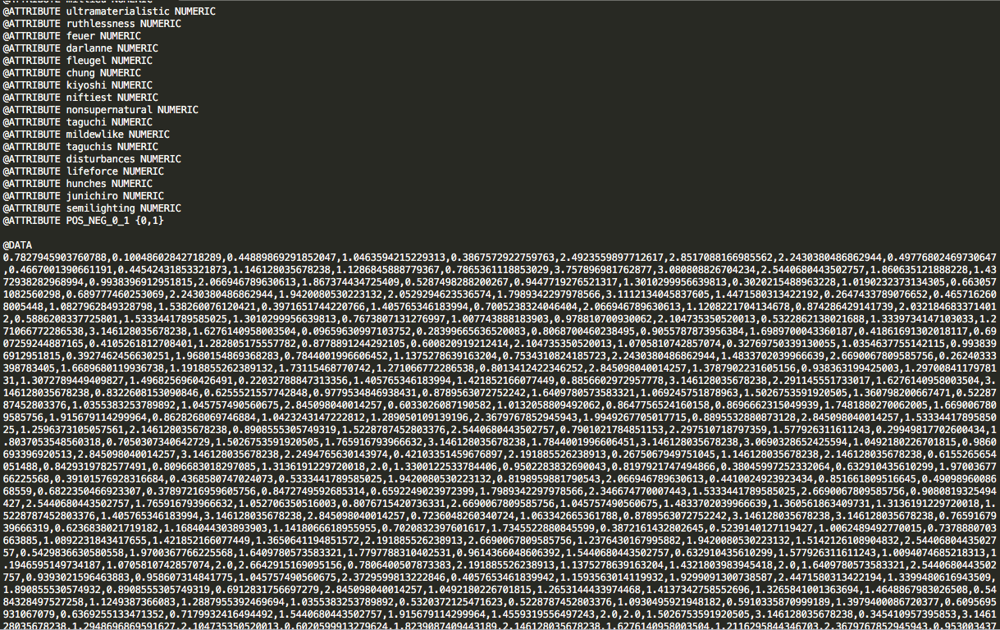 @ATTRIBUTE NUMERIC
@ATTRIBUTE ultramaterialistic NUMERIC
@ATTRIBUTE ruthlessness NUMERIC
@ATTRIBUTE feuer NUMERIC
@ATTRIBUTE darlanne NUMERIC
@ATTRIBUTE fleugel NUMERIC
@ATTRIBUTE chung NUMERIC
@ATTRIBUTE kiyoshi NUMERIC
@ATTRIBUTE niftiest NUMERIC
@ATTRIBUTE nonsupernatural NUMERIC
@ATTRIBUTE taguchi NUMERIC
@ATTRIBUTE mildewlike NUMERIC
@ATTRIBUTE taguchis NUMERIC
@ATTRIBUTE disturbances NUMERIC
@ATTRIBUTE lifeforce NUMERIC
@ATTRIBUTE hunches NUMERIC
@ATTRIBUTE junichiro NUMERIC
@ATTRIBUTE semilighting NUMERIC
@ATTRIBUTE POS_NEG_0_1 {0,1}
@DATA
0.7827945903760788,0.10048602842718289,0.44889869291852047,1.0463594215229313,0.3867572922759763,2.4923559897712617,2.8517088166985562,2.2430380486862944,0.49776802469730647
,0.4667001390661191,0.44542431853321873,1.146128035678238,1.1286845888779367,0.7865361118853029,3.757896981762877,3.080808826704234,2.5440680443502757,1.860635121888228,1.43
72938282968994,0.9938396912951815,2.066946789630613,1.867374434725409,0.5287498288200267,0.9447719276521317,1.3010299956639813,0.3020215488963228,1.0190232373134305,0.663057
1082560298,0.689777460253069,2.2430380486862944,1.9420080530223132,2.0529294623536574,1.7989342297978566,3.1112134045837605,1.4471580313422192,0.2647433789076652,0.465716260
8005448,1.0827962849328798,1.538260076120421,0.3971651744220766,1.405765346183994,0.7005238324046404,2.066946789630613,1.1208221704134678,0.874286429141739,2.032184683371401
2,0.5886208337725801,1.5333441789585025,1.3010299956639813,0.7673807131276997,1.007743888183903,0.978810700930062,2.104735350520013,0.5322862138021688,1.3339734147103033,1.2
71066772286538,3.146128035678238,1.6276140958003504,0.09659630997103752,0.28399665636520083,0.8068700460238495,0.9055787873956384,1.6989700043360187,0.41861691302018117,0.69
07259244887165,0.4105261812708401,1.282805175557782,0.8778891244292105,0.600820919212414,2.104735350520013,1.0705810742857074,0.32769750339130055,1.0354637755142115,0.993839
6912951815,0.3927462456630251,1.9680154869368283,0.7844001996606452,1.1375278639163204,0.7534310824185723,2.2430380486862944,1.4833702039966639,2.6690067809585756,0.26240333
398783405,1.6689680119936738,1.1918855262389132,1.73115468770742,1.271066772286538,0.8013412422346252,2.845098040014257,1.3787902231605156,0.938363199425003,1.29700841179781
31,1.3072789449409827,1.4968256960426491,0.22032788847313356,1.405765346183994,1.421852166077449,0.8856602972957778,3.146128035678238,2.291145551733017,1.6276140958003504,3.
146128035678238,0.8322608153090846,0.6255521557742848,0.9779534846938431,0.8789563072752242,1.6409780573583321,1.069245751878963,1.5026753591920505,1.360798200667471,0.52287
87452803376,1.0355383253789892,1.045757490560675,2.845098040014257,0.6033026087190582,1.0132058809492062,0.8647756524160158,0.8696662315049939,1.7481880270062005,1.669006780
9585756,1.915679114299964,0.8628268069746884,1.0423243147222812,1.289050109139196,2.3679767852945943,1.9949267705017715,0.8895532880873128,2.845098040014257,1.53334417895850
25,1.2596373105057561,2.146128035678238,0.8908555305749319,1.5228787452803376,2.5440680443502757,0.7901021784851153,2.297510718797359,1.577926311611243,0.29949817702600434,1
.8037053548560318,0.7050307340642729,1.5026753591920505,1.765916793966632,3.146128035678238,1.7844001996606451,3.146128035678238,3.0690328652425594,1.0492180226701815,0.9860
693396920513,2.845098040014257,3.146128035678238,2.2494765630143974,0.42103351459676897,2.191885526238913,0.2675067949751045,1.146128035678238,2.146128035678238,0.6155265654
051488,0.8429319782577491,0.8096683018297085,1.3136191229720018,2.0,1.3300122533784406,0.9502283832690043,0.8197921747494866,0.3804599725233206​4,0.632910435610299,1.97003677
66225568,0.39101576928316684,0.4368580747024073,0.5333441789585025,1.9420080530223132,0.8198959881790543,2.066946789630613,0.4410024923923434,0.851661809516645,0.49098960086
68559,0.6822350466923307,0.37897216959605756,0.8472749592685314,0.6592249023972399,1.7989342297978566,2.346674770007443,1.5333441789585025,2.6690067809585756,0.9080819325494
427,2.5440680443502757,1.765916793966632,1.052706350516003,0.8076715420736331,2.6690067809585756,1.045757490560675,1.4833702039966639,1.360561863409731,1.3136191229720018,1.
5228787452803376,1.405765346183994,3.146128035678238,2.845098040014257,0.7236048260340724,1.063342665361788,0.8789563072752242,3.146128035678238,3.146128035678238,0.76591679
39666319,0.6236838021719182,1.1684044303893903,1.1418066618955955,0.7020832397601617,1.7345522880845599,0.3872161432802645,0.5239140127119427,1.0062489492770015,0.7378880703
663885,1.0892231843417655,1.421852166077449,1.3650641194851572,2.191885526238913,2.6690067809585756,1.2376430167995882,1.9420080530223132,1.5142126108904832,2.54406804435027
57,0.5429836630580558,1.9700367766225568,1.6409780573583321,1.7797788310402531,0.9614366048606392,1.5440680443502757,0.632910435610299,1.577926311611243,1.0094074685218313,1
.1946595149734187,1.0705810742857074,2.0,2.6642915169095156,0.7806400507873383,2.191885526238913,1.1375278639163204,1.4321803983945418,2.0,1.6409780573583321,2.5440680443502
757,0.9393021596463883,0.958607314841775,1.045757490560675,2.3729599813222846,0.4057653461839942,1.1593563014119932,1.9299091300738587,2.4471580313422194,1.3399480616943509,
1.890855530574932,0.8908555305749319,0.6912831756697279,2.845098040014257,1.0492180226701815,1.2653144433974468,1.4137342758552696,1.3265841001363694,1.4648867983026508,0.58
4328497527258,1.1249387366083,1.2887955392469694,1.0355383253789892,0.5320372125471623,0.5228787452803376,1.0930495921948182,0.5910335870999189,1.3979400086720377,0.6095695
931067079,0.6369255133471352,0.7179932416494492,1.5440680443502757,1.915679114299964,1.4559319556497243,2.0,2.0,1.5026753591920505,3.146128035678238,0.345410957395853,3.1461
28035678238,1.2948696869591627,2.104735350520013,0.6020599913279624,1.8239087409443189,2.146128035678238,1.6276140958003504,1.2116295844346703,2.3679767852945943,0.953003437